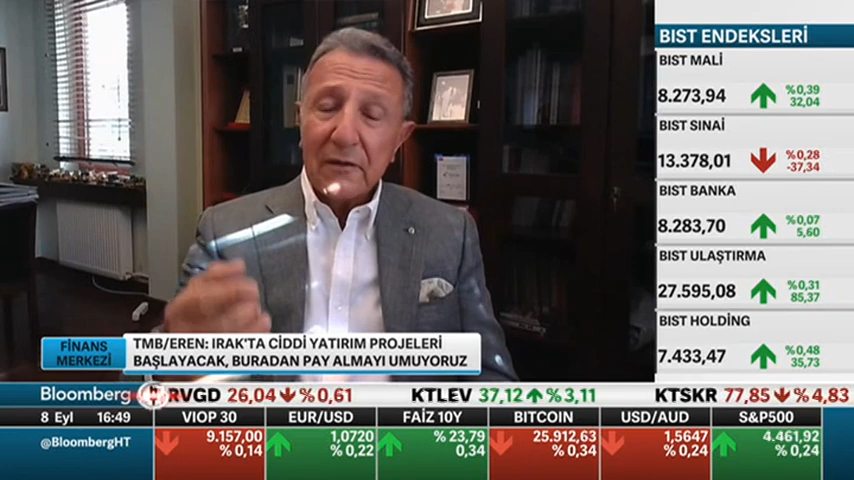 BIST ENDEKSLERİ
BIST MALİ
8.273,94 %0,39
32,04
BIST SINAİ
13.378,01 %0,28
-37,34
BIST BANKA
8.283,70 %0,07
5,60
BIST ULAŞTIRMA
27.595,08 %0,31
85,37
BIST HOLDİNG
7.433,47 %0,48
35,73
FİNANS MERKEZİ
TMB/EREN: IRAK'TA CİDDİ YATIRIM PROJELERİ
BAŞLAYACAK, BURADAN PAY ALMAYI UMUYORUZ
Bloomberg HT RVGD 26,04 %0,61 KTLEV 37,12 %3,11 KTSKR 77,85 %4,83
8 Eyl 16:49 VIOP 30 EUR/USD FAİZ 10Y BITCOIN USD/AUD S&P500
@BloombergHT 9.157,00 1,0720 %23,79 25.912,63 1,5647 4.461,92
%0,14 %0,22 0,34 %0,34 %0,24 %0,24